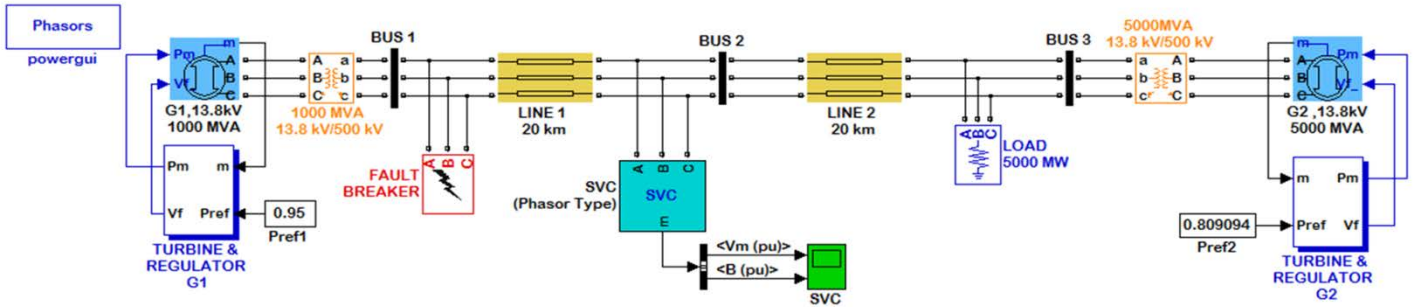 Phasors
powergui
Pm
Vf
m
A
B
C
G1,13.8kV
1000 MVA
A
B
C
a
b
c
1000 MVA
13.8 kV/500 kV
BUS 1
LINE 1
20 km
BUS 2
LINE 2
20 km
BUS 3
5000MVA
13.8 kV/500 kV
a
b
c
A
B
C
m
A
B
C
Pm
Vf_
G2 ,13.8kV
5000 MVA
Pm
m
Vf
Pref
0.95
Pref1
TURBINE &
REGULATOR
G1
FAULT
BREAKER
A
B
C
SVC
(Phasor Type)
A
B
C
SVC
m
<Vm (pu)>
<B (pu)>
SVC
A
B
C
LOAD
5000 MW
m
Pm
Pref
Vf
0.809094
Pref2
TURBINE &
REGULATOR
G2